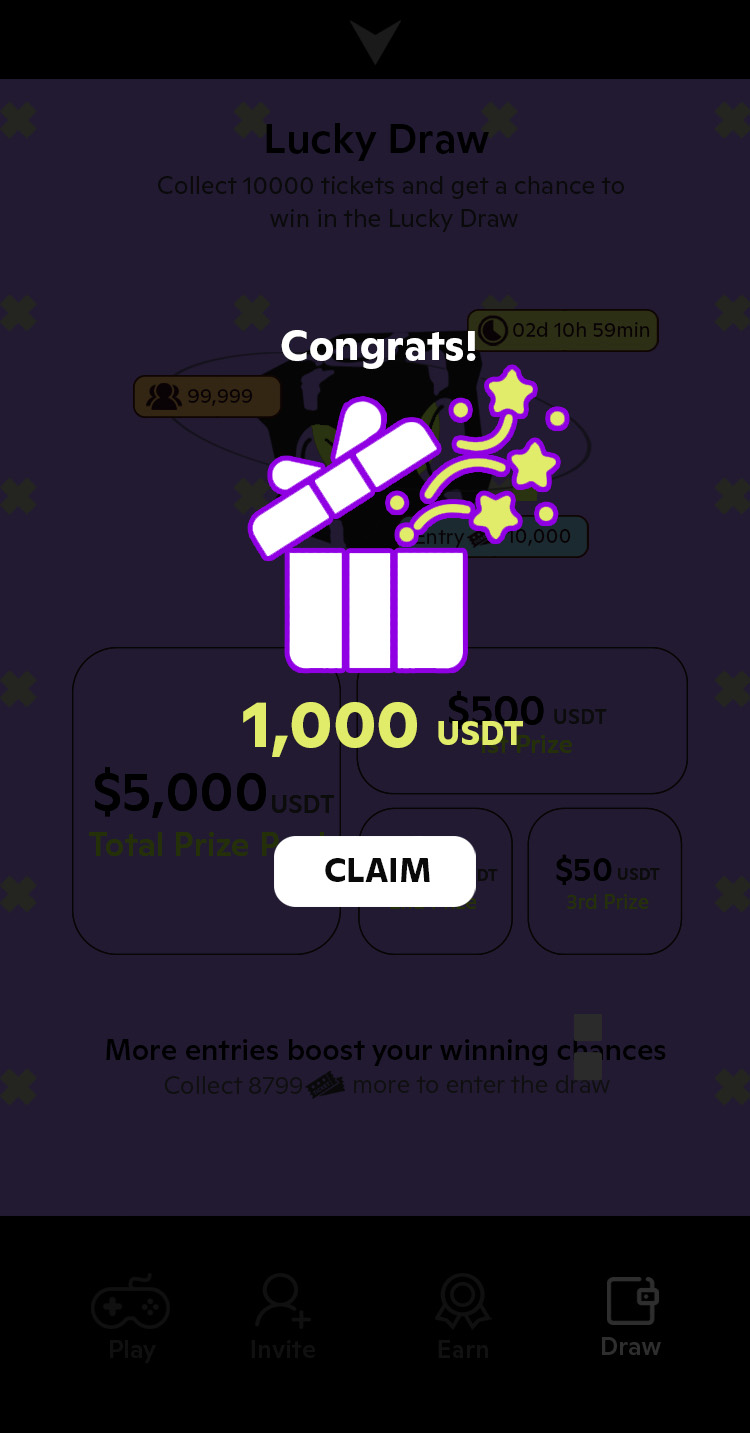 Lucky Draw
Collect 10000 tickets and get a chance to
win in the Lucky Draw
02d 10h 59min
Congrats!
99,999
Entry 10,000
$500 USDT
1st Prize
1,000 USDT
$5,000 USDT
Total Prize
CLAIM
$50 USDT
3rd Prize
More entries boost your winning chances
Collect 8799 more to enter the draw
Play
Invite
Earn
Draw